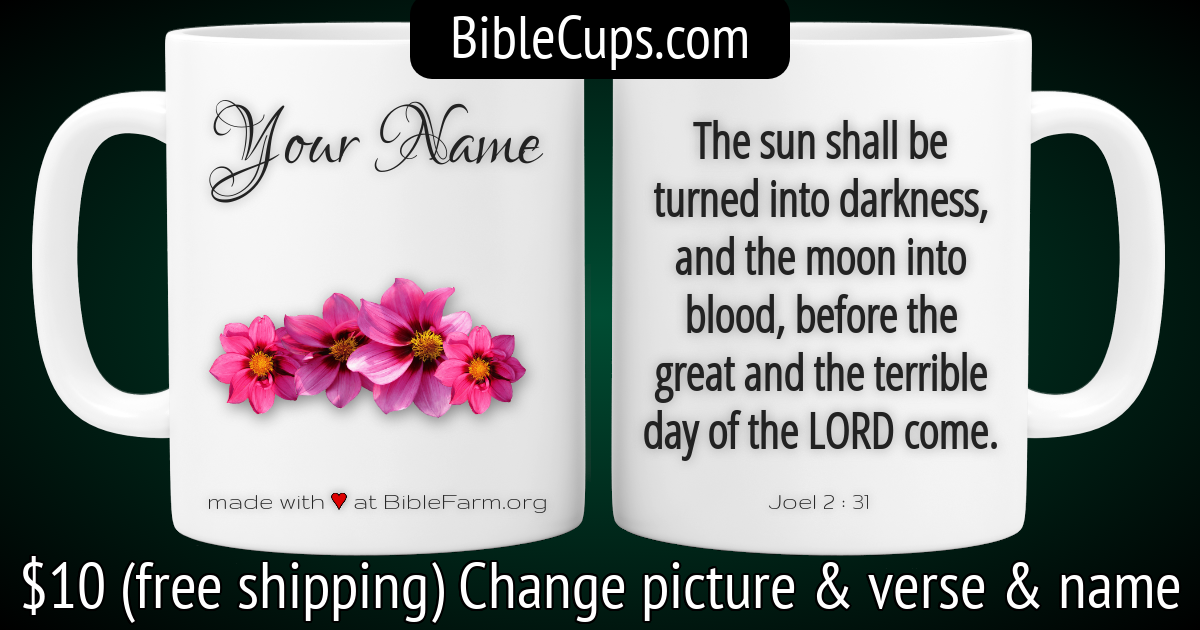 BibleCups.com
Your Name
made with ♥ at BibleFarm.org
The sun shall be
turned into darkness,
and the moon into
blood, before the
great and the terrible
day of the LORD come.
Joel 2 : 31
$10 (free shipping) Change picture & verse & name